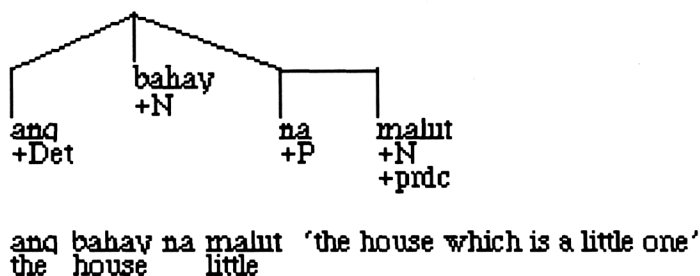 bahay
+N
ang na malut
+Det +P +N
+prdc
ang bahay na malut 'the house which is a little one'
the house little